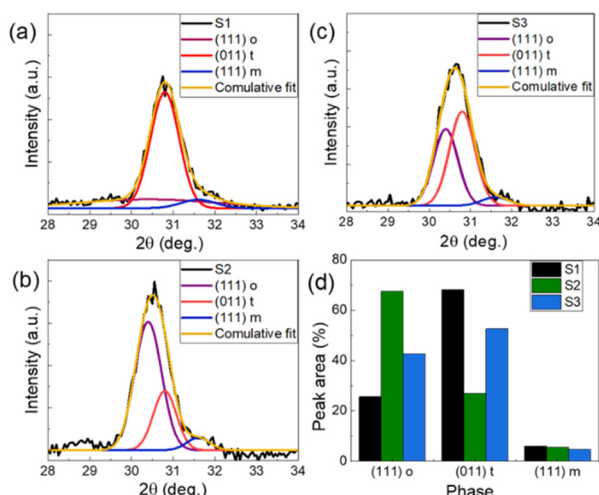 (a)
S1
(111) o
(011) t
(111) m
Comulative fit
Intensity (a.u.)
28 29 30 31 32 33 34
2θ (deg.)
(c)
S3
(111) o
(011) t
(111) m
Comulative fit
Intensity (a.u.)
28 29 30 31 32 33 34
2θ (deg.)
(b)
S2
(111) o
(011) t
(111) m
Comulative fit
Intensity (a.u.)
28 29 30 31 32 33 34
2θ (deg.)
(d)
S1
S2
S3
Peak area (%)
80
60
40
20
0
(111) o (011) t (111) m
Phase